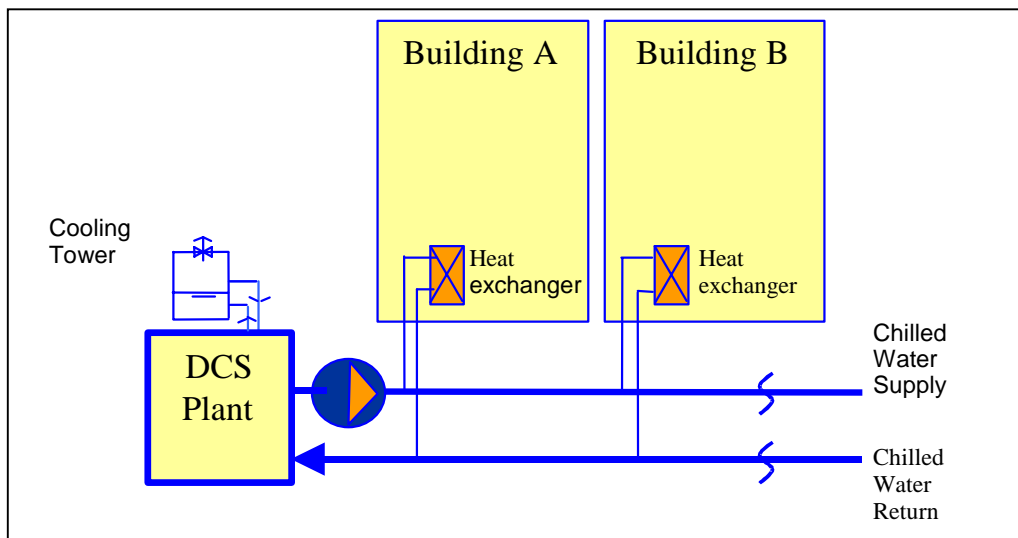 Building A
Building B
Cooling
Tower
Heat
exchanger
Heat
exchanger
DCS
Plant
Chilled
Water
Supply
Chilled
Water
Return